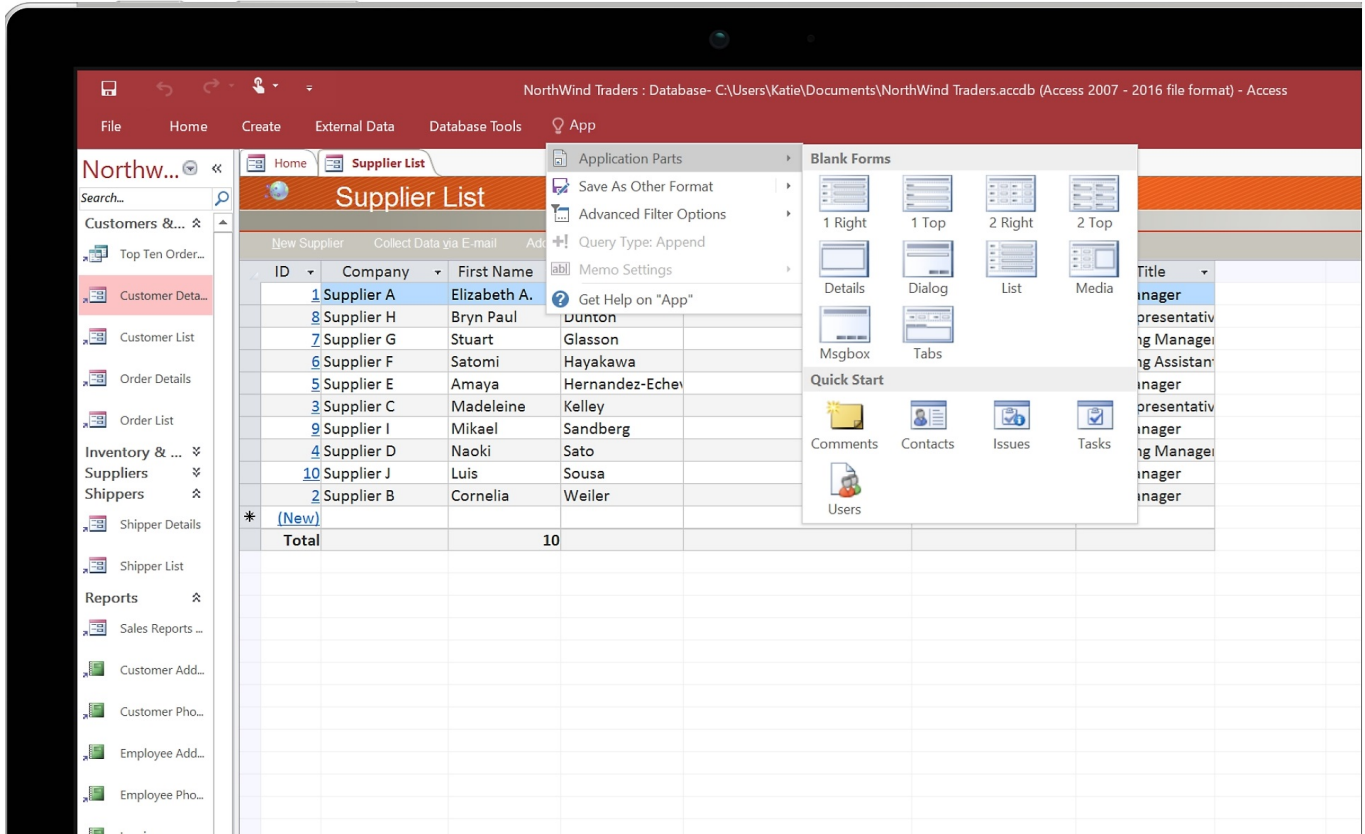 NorthWind Traders : Database- C:\Users\Katie\Documents\NorthWind Traders.accdb (Access 2007 - 2016 file format) - Access
File Home Create External Data Database Tools App
Northw...
Search...
Customers &...
Top Ten Order...
Customer Deta...
Customer List
Order Details
Order List
Inventory & ...
Suppliers
Shippers
Shipper Details
Shipper List
Reports
Sales Reports ...
Customer Add...
Customer Pho...
Employee Add...
Employee Pho...
Home Supplier List
Supplier List
New Supplier Collect Data via E-mail Add
ID Company First Name Title
1 Supplier A Elizabeth A. anager
8 Supplier H Bryn Paul Dunton presentativ
7 Supplier G Stuart Glasson ng Manager
6 Supplier F Satomi Hayakawa ng Assistant
5 Supplier E Amaya Hernandez-Echev anager
3 Supplier C Madeleine Kelley presentativ
9 Supplier I Mikael Sandberg anager
4 Supplier D Naoki Sato ng Manager
10 Supplier J Luis Sousa anager
2 Supplier B Cornelia Weiler anager
(New)
Total 10
Application Parts
Save As Other Format
Advanced Filter Options
Query Type: Append
abl Memo Settings
Get Help on "App"
Blank Forms
1 Right 1 Top 2 Right 2 Top
Details Dialog List Media
Msgbox Tabs
Quick Start
Comments Contacts Issues Tasks
Users